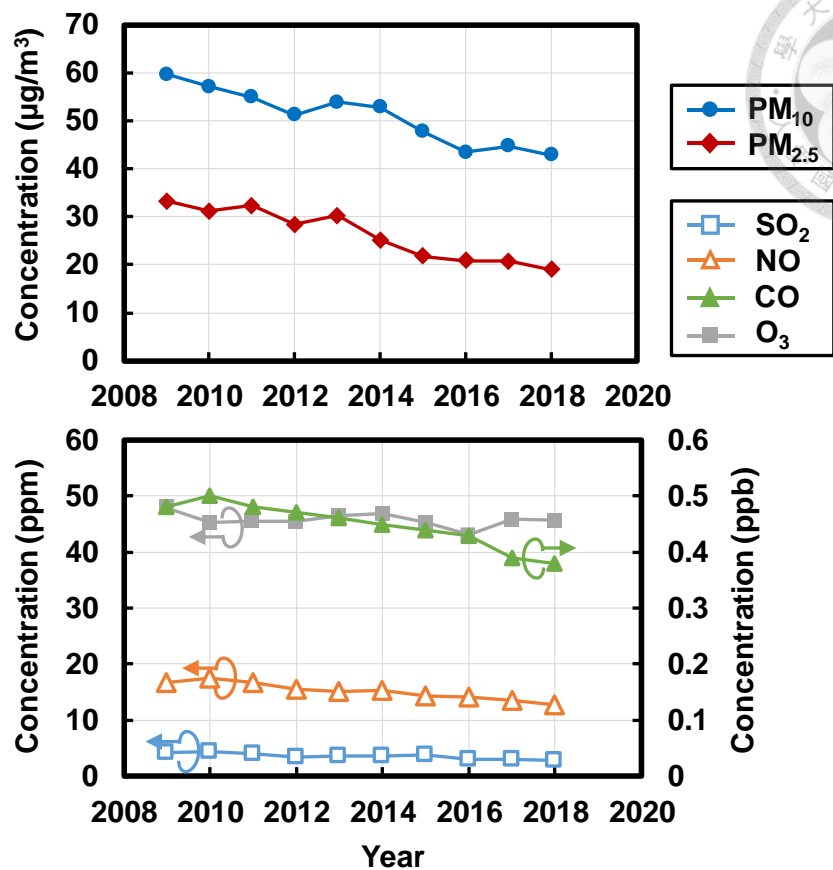 70
60
50
40
30
20
10
0
Concentration (µg/m³)
2008 2010 2012 2014 2016 2018 2020
PM₁₀
PM₂.₅
SO₂
NO
CO
O₃
60
50
40
30
20
10
0
Concentration (ppm)
0.6
0.5
0.4
0.3
0.2
0.1
0
Concentration (ppb)
2008 2010 2012 2014 2016 2018 2020
Year
大
學